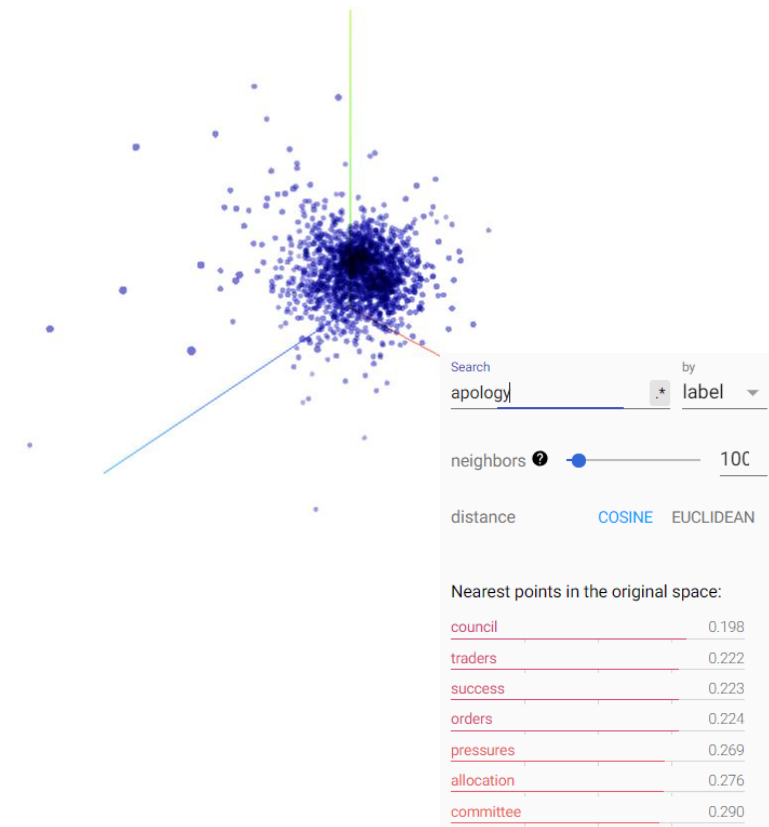 Search by
apology .* label
neighbors ? 100
distance COSINE EUCLIDEAN
Nearest points in the original space:
council 0.198
traders 0.222
success 0.223
orders 0.224
pressures 0.269
allocation 0.276
committee 0.290